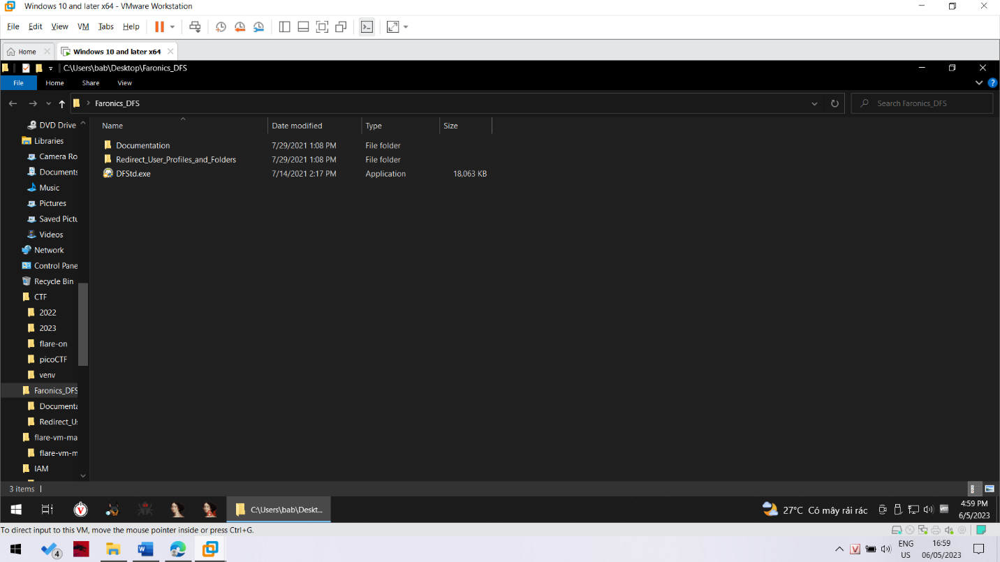 Windows 10 and later x64 - VMware Workstation
File Edit View VM Tabs Help
Home Windows 10 and later x64
C:\Users\bab\Desktop\Faronics_DFS
File Home Share View
Faronics_DFS Search Faronics_DFS
Name Date modified Type Size
Documentation 7/29/2021 1:08 PM File folder
Redirect_User_Profiles_and_Folders 7/29/2021 1:08 PM File folder
DFStd.exe 7/14/2021 2:17 PM Application 18,063 KB
DVD Drive
Libraries
Camera Ro
Documents
Music
Pictures
Saved Pictu
Videos
Network
Control Pane
Recycle Bin
CTF
2022
2023
flare-on
picoCTF
venv
Faronics_DFS
Documenta
Redirect_Us
flare-vm-ma
flare-vm-m
IAM
3 items
C:\Users\bab\Deskt...
27°C Có mây rải rác
4:59 PM
6/5/2023
To direct input to this VM, move the mouse pointer inside or press Ctrl+G.
4
ENG
US
16:59
06/05/2023